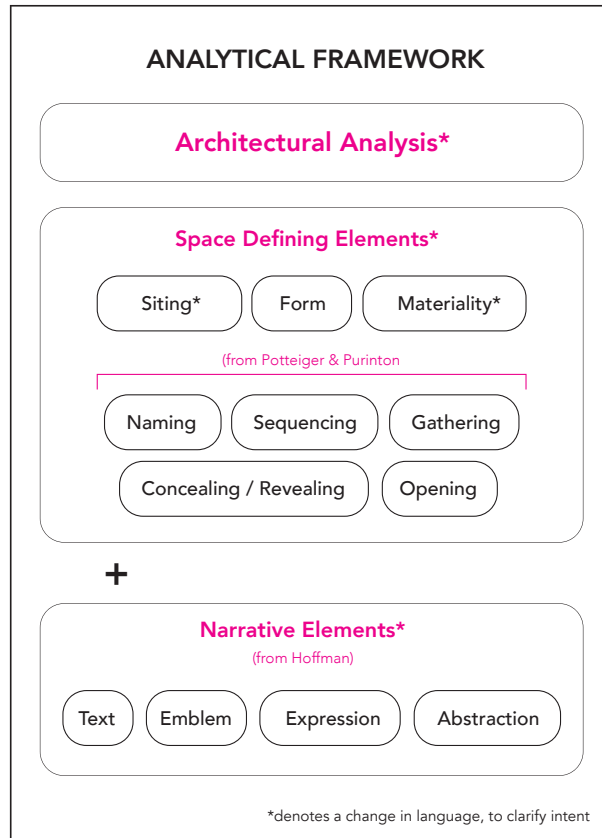 ANALYTICAL FRAMEWORK
Architectural Analysis*
Space Defining Elements*
Siting* Form Materiality*
(from Potteiger & Purinton
Naming Sequencing Gathering
Concealing / Revealing Opening
+
Narrative Elements*
(from Hoffman)
Text Emblem Expression Abstraction
*denotes a change in language, to clarify intent